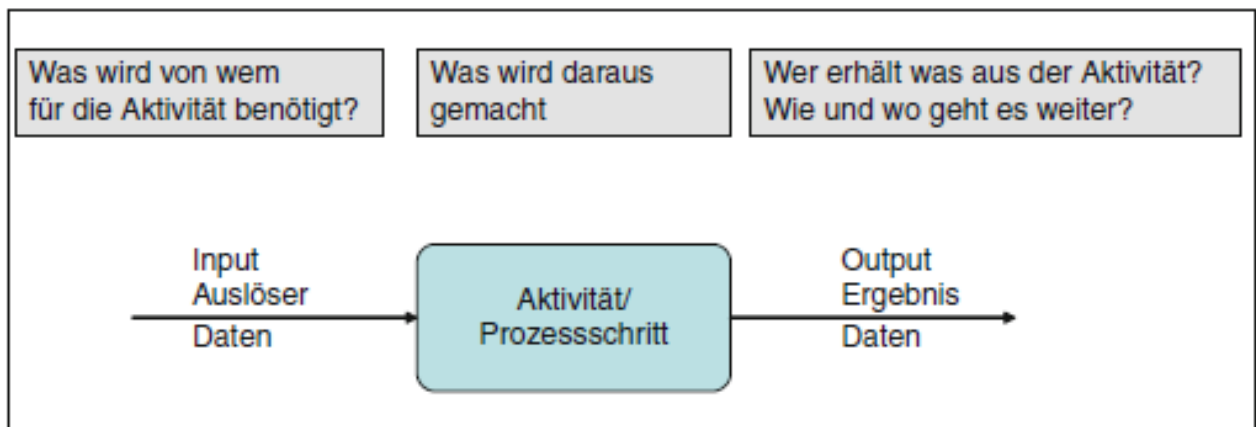 Was wird von wem
für die Aktivität benötigt?
Was wird daraus
gemacht
Wer erhält was aus der Aktivität?
Wie und wo geht es weiter?
Input
Auslöser
Daten
Aktivität/
Prozessschritt
Output
Ergebnis
Daten